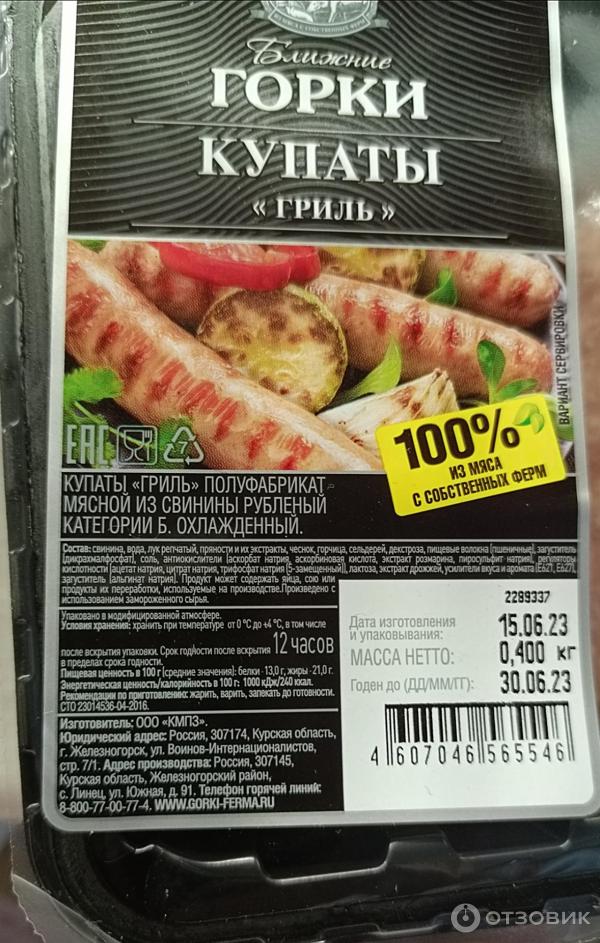 ИЗ МЯСА С СОБСТВЕННЫХ ФЕРМ
Ближние
ГОРКИ
КУПАТЫ
« ГРИЛЬ »
ВАРИАНТ СЕРВИРОВКИ
100%
ИЗ МЯСА
С СОБСТВЕННЫХ ФЕРМ
EAC
7
КУПАТЫ „ГРИЛЬ” ПОЛУФАБРИКАТ
МЯСНОЙ ИЗ СВИНИНЫ РУБЛЕНЫЙ
КАТЕГОРИИ Б. ОХЛАЖДЕННЫЙ.
Состав: свинина, вода, лук репчатый, пряности и их экстракты, чеснок, горчица, сельдерей, декстроза, пищевые волокна (пшеничные), загуститель
(дикрахмалфосфат), соль, антиокислители (аскорбат натрия, аскорбиновая кислота, экстракт розмарина, пиросульфит натрия), регуляторы
кислотности (ацетат натрия, цитрат натрия, трифосфат натрия (5-замещенный)), лактоза, экстракт дрожжей, усилители вкуса и аромата (Е621, Е627),
загуститель (альгинат натрия). Продукт может содержать яйца, сою или
продукты их переработки, используемые на производстве. Произведено с
использованием замороженного сырья.
Упаковано в модифицированной атмосфере.
Условия хранения: хранить при температуре от 0 °С до +4 °С, в том числе
после вскрытия упаковки. Срок годности после вскрытия 12 часов
в пределах срока годности.
Пищевая ценность в 100 г (средние значения): белки - 13,0 г, жиры - 21,0 г.
Энергетическая ценность/калорийность в 100 г: 1000 кДж/240 ккал.
Рекомендации по приготовлению: жарить, варить, запекать до готовности.
СТО 23014536-04-2016.
Изготовитель: ООО «КМПЗ».
Юридический адрес: Россия, 307174, Курская область,
г. Железногорск, ул. Воинов-Интернационалистов,
стр. 7/1. Адрес производства: Россия, 307145,
Курская область, Железногорский район,
с. Линец, ул. Южная, д. 91. Телефон горячей линии:
8-800-77-00-77-4. WWW.GORKI-FERMA.RU
2289337
Дата изготовления
и упаковывания: 15.06.23
МАССА НЕТТО: 0,400 кг
Годен до (ДД/ММ/ГГ): 30.06.23
4 607046 565546
ОТЗОВИК